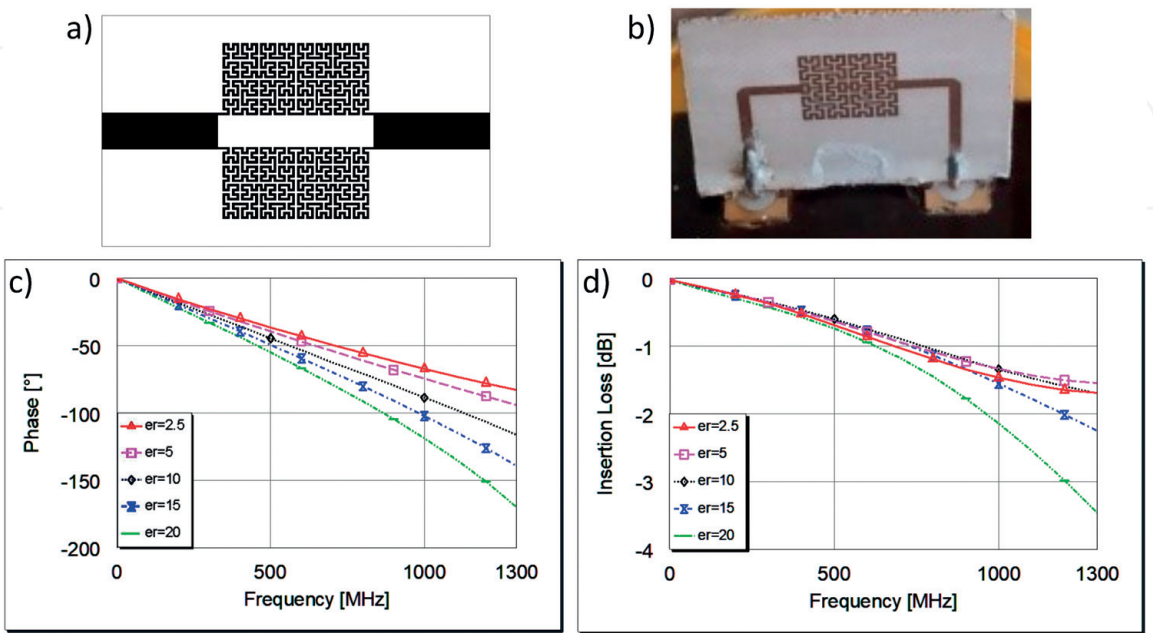 a)
b)
c)
0
-50
-100
-150
-200
Phase [°]
er=2.5
er=5
er=10
er=15
er=20
0
500
1000
1300
Frequency [MHz]
d)
0
-1
-2
-3
-4
Insertion Loss [dB]
er=2.5
er=5
er=10
er=15
er=20
0
500
1000
1300
Frequency [MHz]